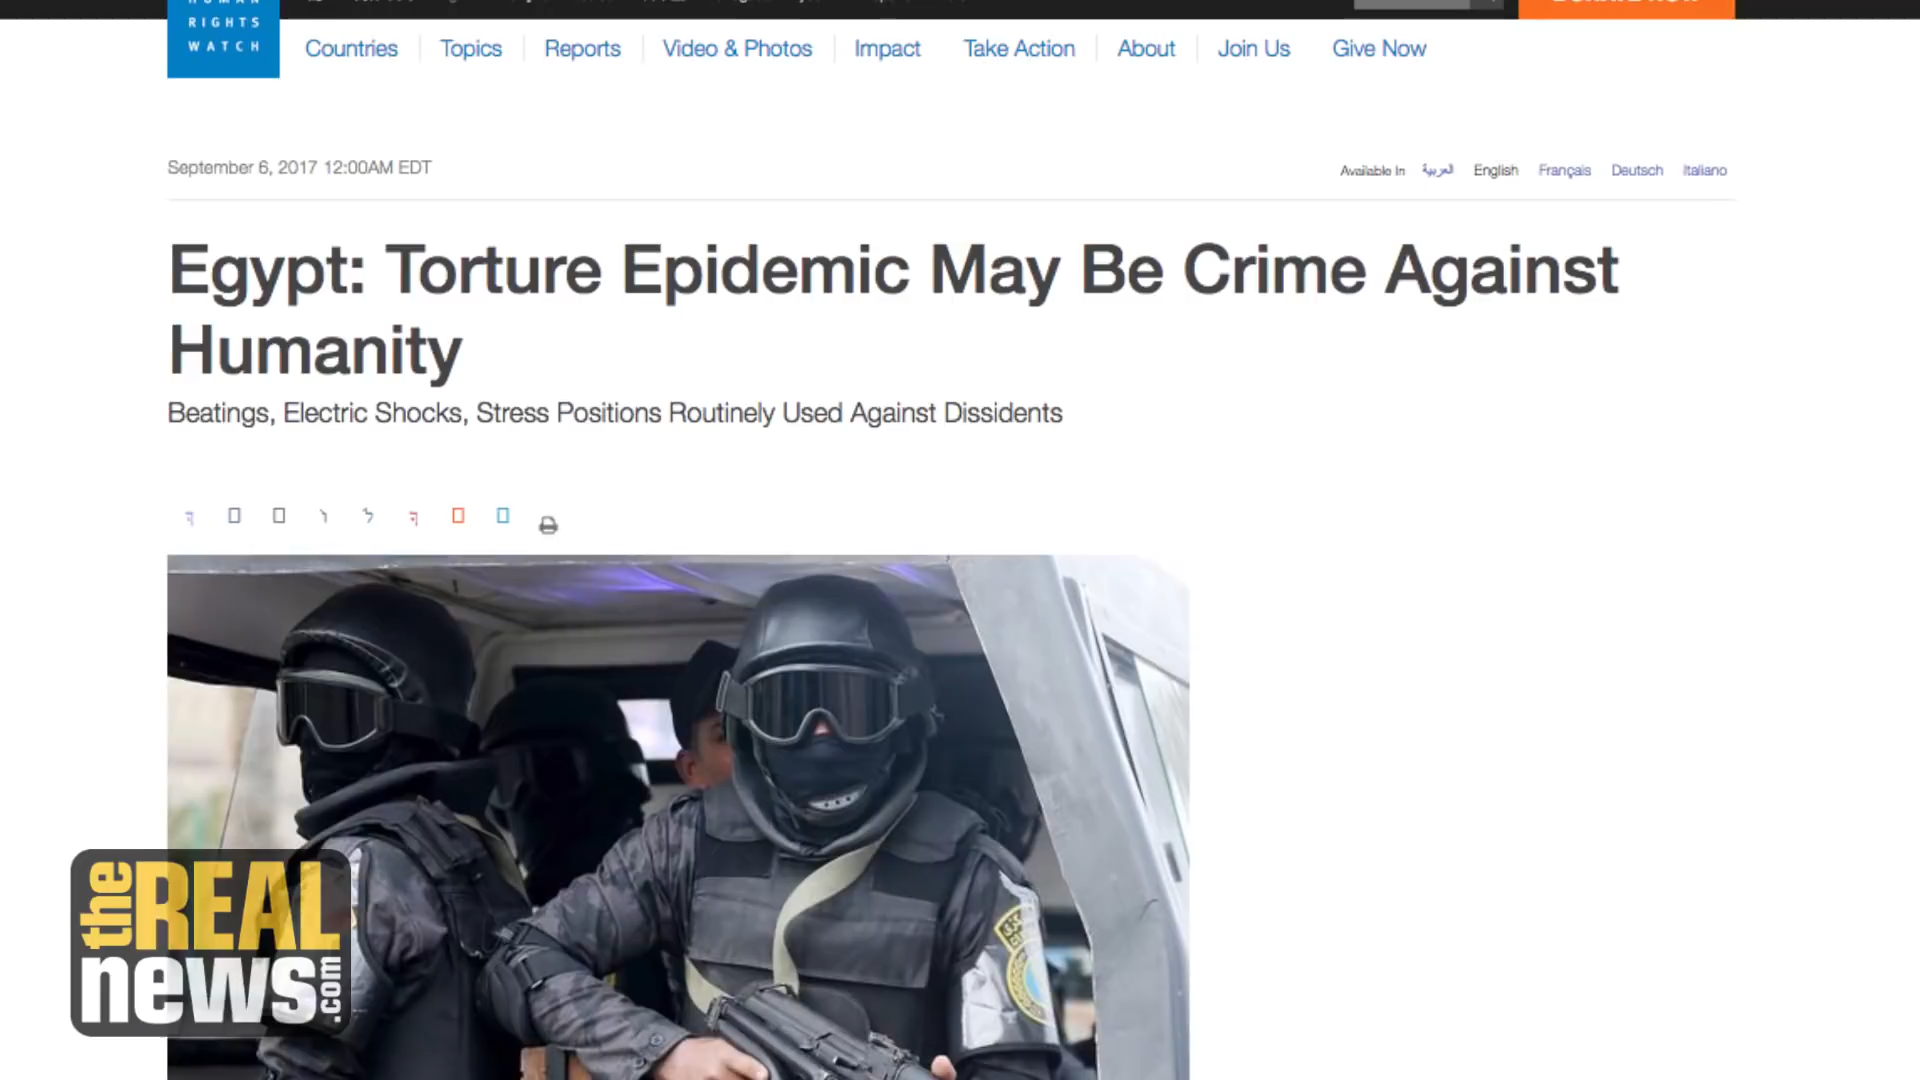 HUMAN
RIGHTS
WATCH
Countries
Topics
Reports
Video & Photos
Impact
Take Action
About
Join Us
Give Now
September 6, 2017 12:00AM EDT
Available In العربية English Français Deutsch Italiano
Egypt: Torture Epidemic May Be Crime Against
Humanity
Beatings, Electric Shocks, Stress Positions Routinely Used Against Dissidents
the REAL
news.com